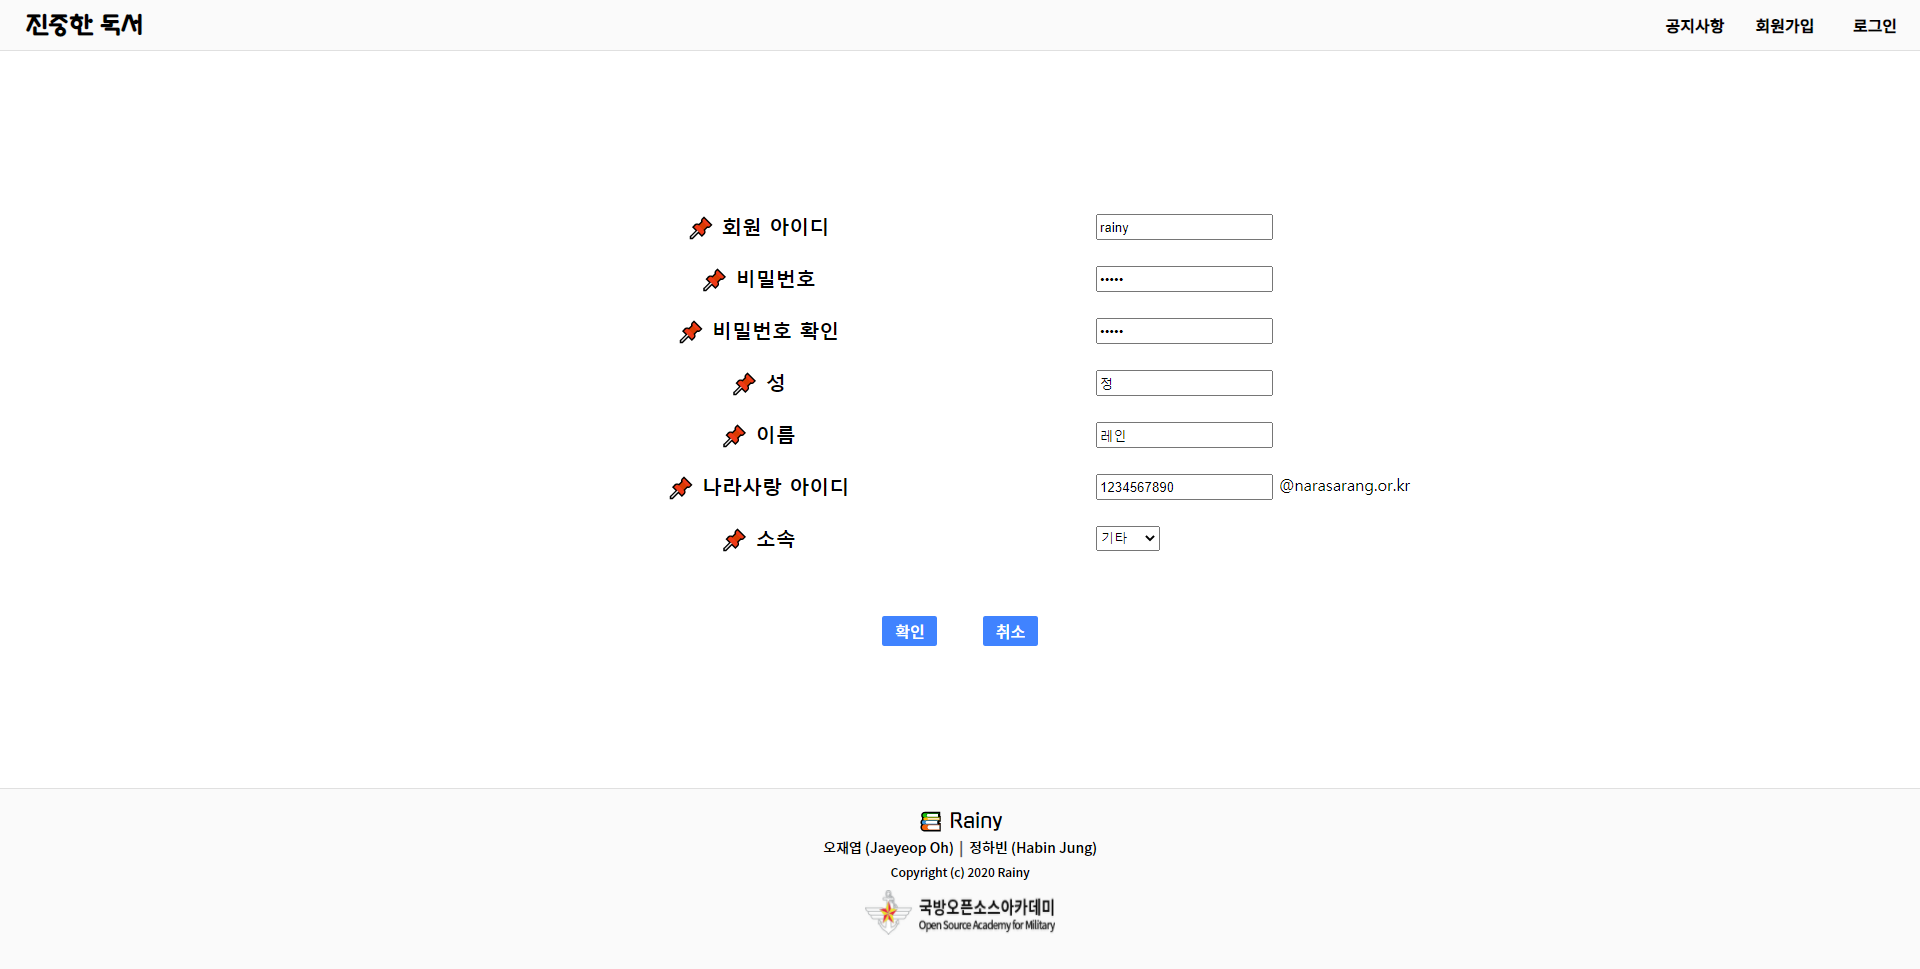 진중한 독서
공지사항 회원가입 로그인
회원 아이디 rainy
비밀번호 •••••
비밀번호 확인 •••••
성 정
이름 레인
나라사랑 아이디 1234567890 @narasarang.or.kr
소속 기타
확인 취소
Rainy
오재엽 (Jaeyeop Oh) | 정하빈 (Habin Jung)
Copyright (c) 2020 Rainy
국방오픈소스아카데미
Open Source Academy for Military